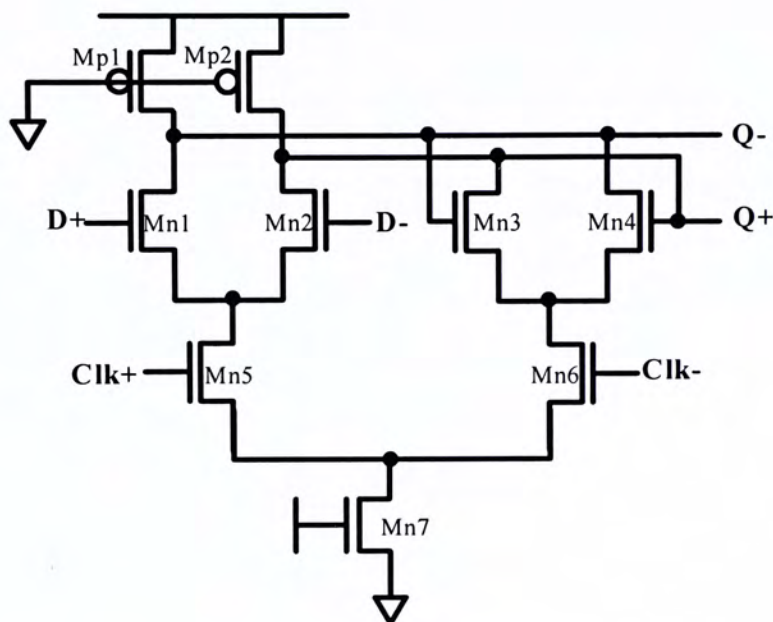 Mp1
Mp2
Q-
D+
Mn1
Mn2
D-
Mn3
Mn4
Q+
Clk+
Mn5
Mn6
Clk-
Mn7